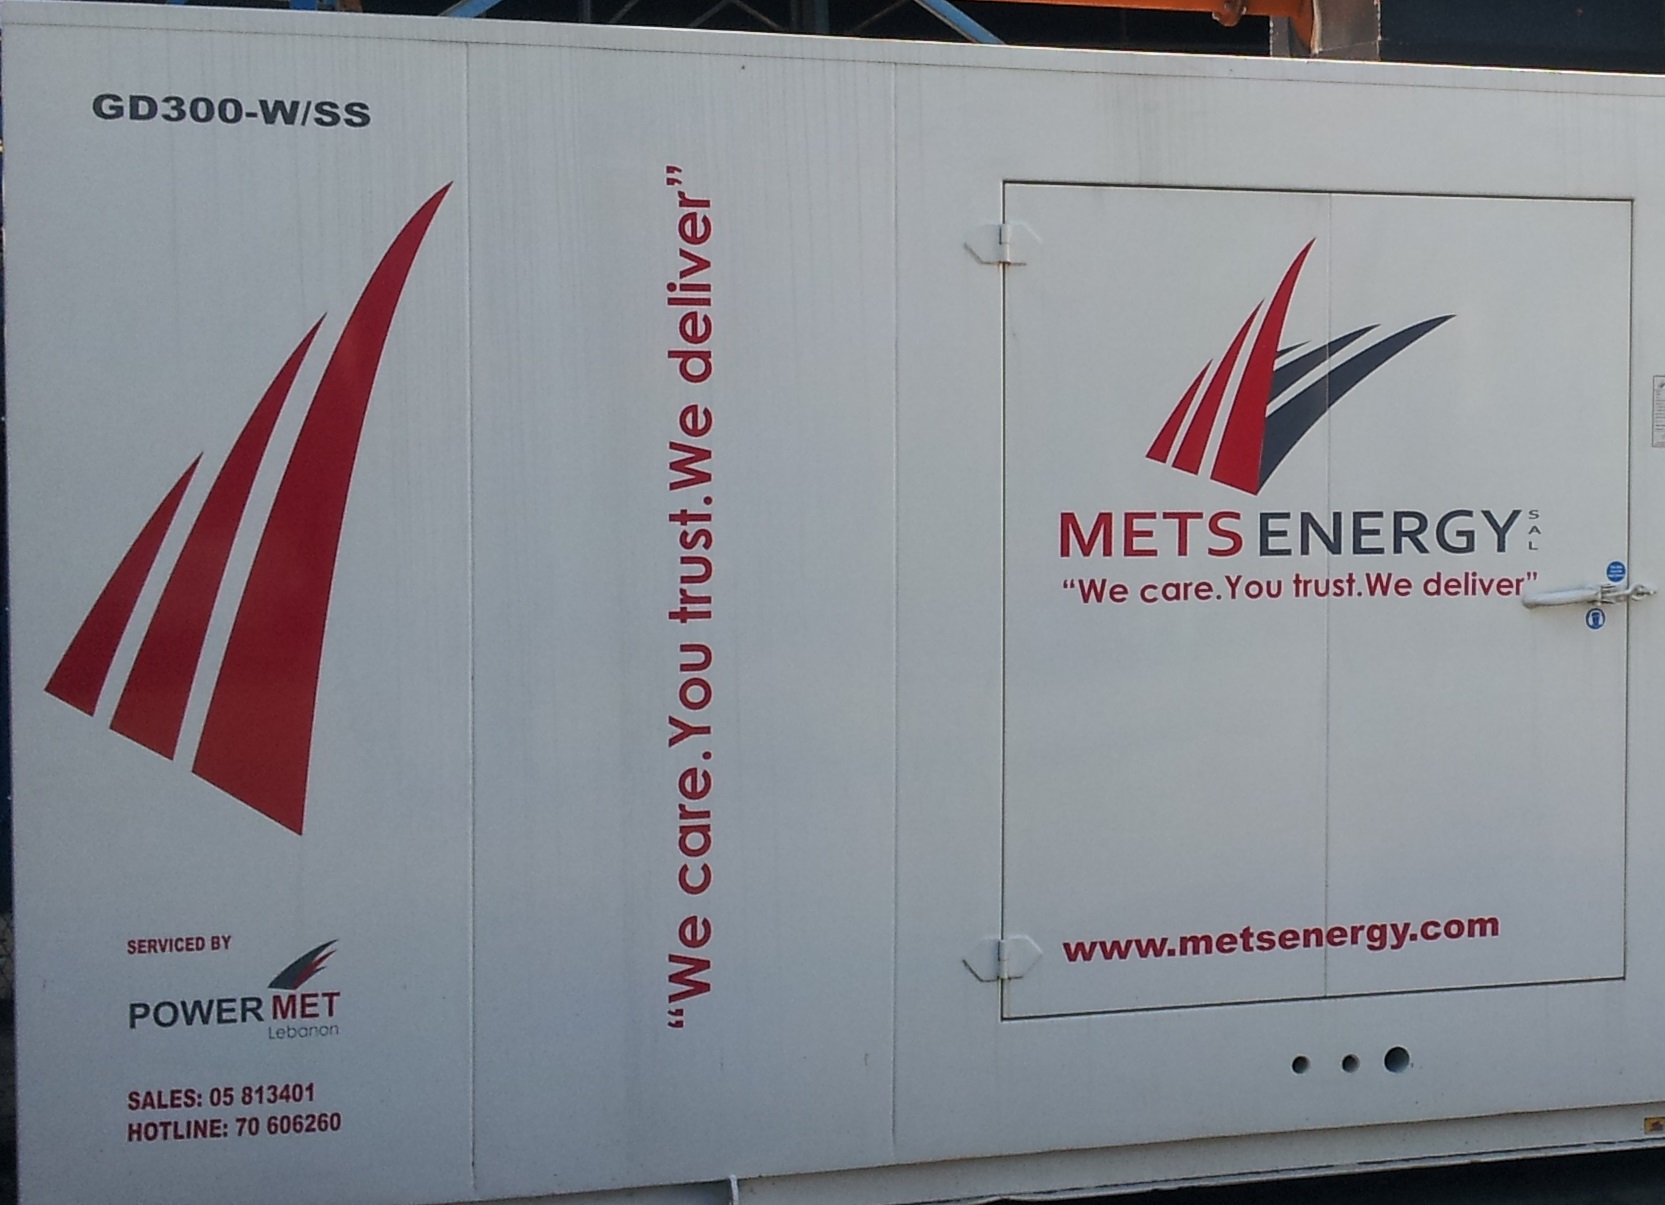 GD300-W/SS
“We care.You trust.We deliver”
METS ENERGY SAL
“We care.You trust.We deliver”
www.metsenergy.com
SERVICED BY
POWER MET
Lebanon
SALES: 05 813401
HOTLINE: 70 606260